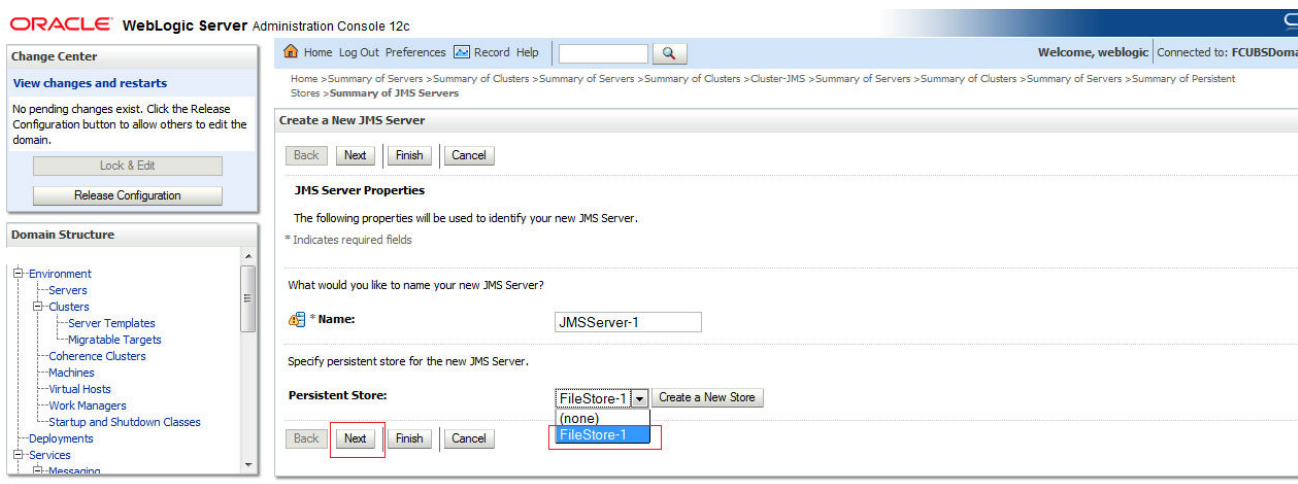 ORACLE WebLogic Server Administration Console 12c
Change Center
View changes and restarts
No pending changes exist. Click the Release
Configuration button to allow others to edit the
domain.
Lock & Edit
Release Configuration
Domain Structure
Environment
Servers
Clusters
Server Templates
Migratable Targets
Coherence Clusters
Machines
Virtual Hosts
Work Managers
Startup and Shutdown Classes
Deployments
Services
Messaging
Home Log Out Preferences Record Help
Welcome, weblogic Connected to: FCUBSDoma
Home >Summary of Servers >Summary of Clusters >Summary of Servers >Summary of Clusters >Cluster-JMS >Summary of Servers >Summary of Clusters >Summary of Servers >Summary of Persistent
Stores >Summary of JMS Servers
Create a New JMS Server
Back Next Finish Cancel
JMS Server Properties
The following properties will be used to identify your new JMS Server.
* Indicates required fields
What would you like to name your new JMS Server?
* Name: JMSServer-1
Specify persistent store for the new JMS Server.
Persistent Store: FileStore-1 Create a New Store
(none)
FileStore-1
Back Next Finish Cancel